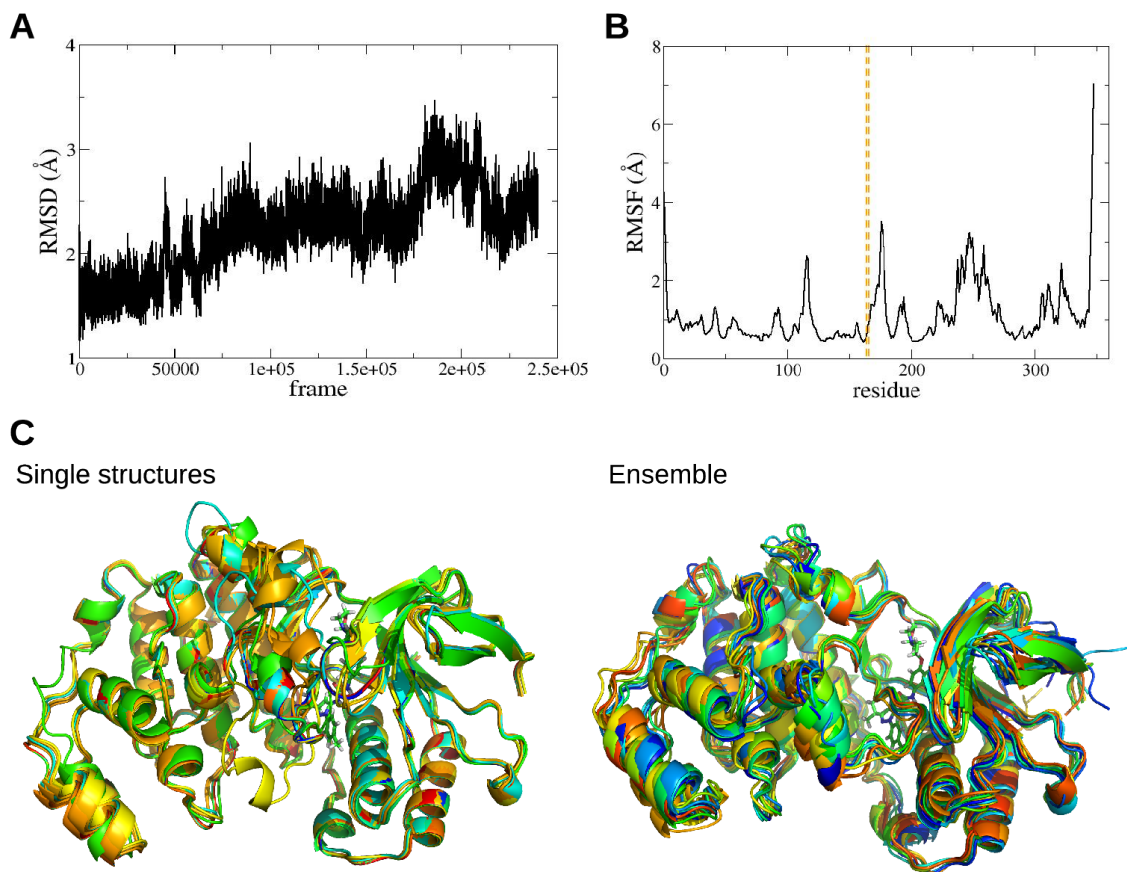 A
B
4
3
2
1
RMSD (Å)
0
50000
1e+05
1.5e+05
2e+05
2.5e+05
frame
8
6
4
2
0
RMSF (Å)
0
100
200
300
residue
C
Single structures
Ensemble